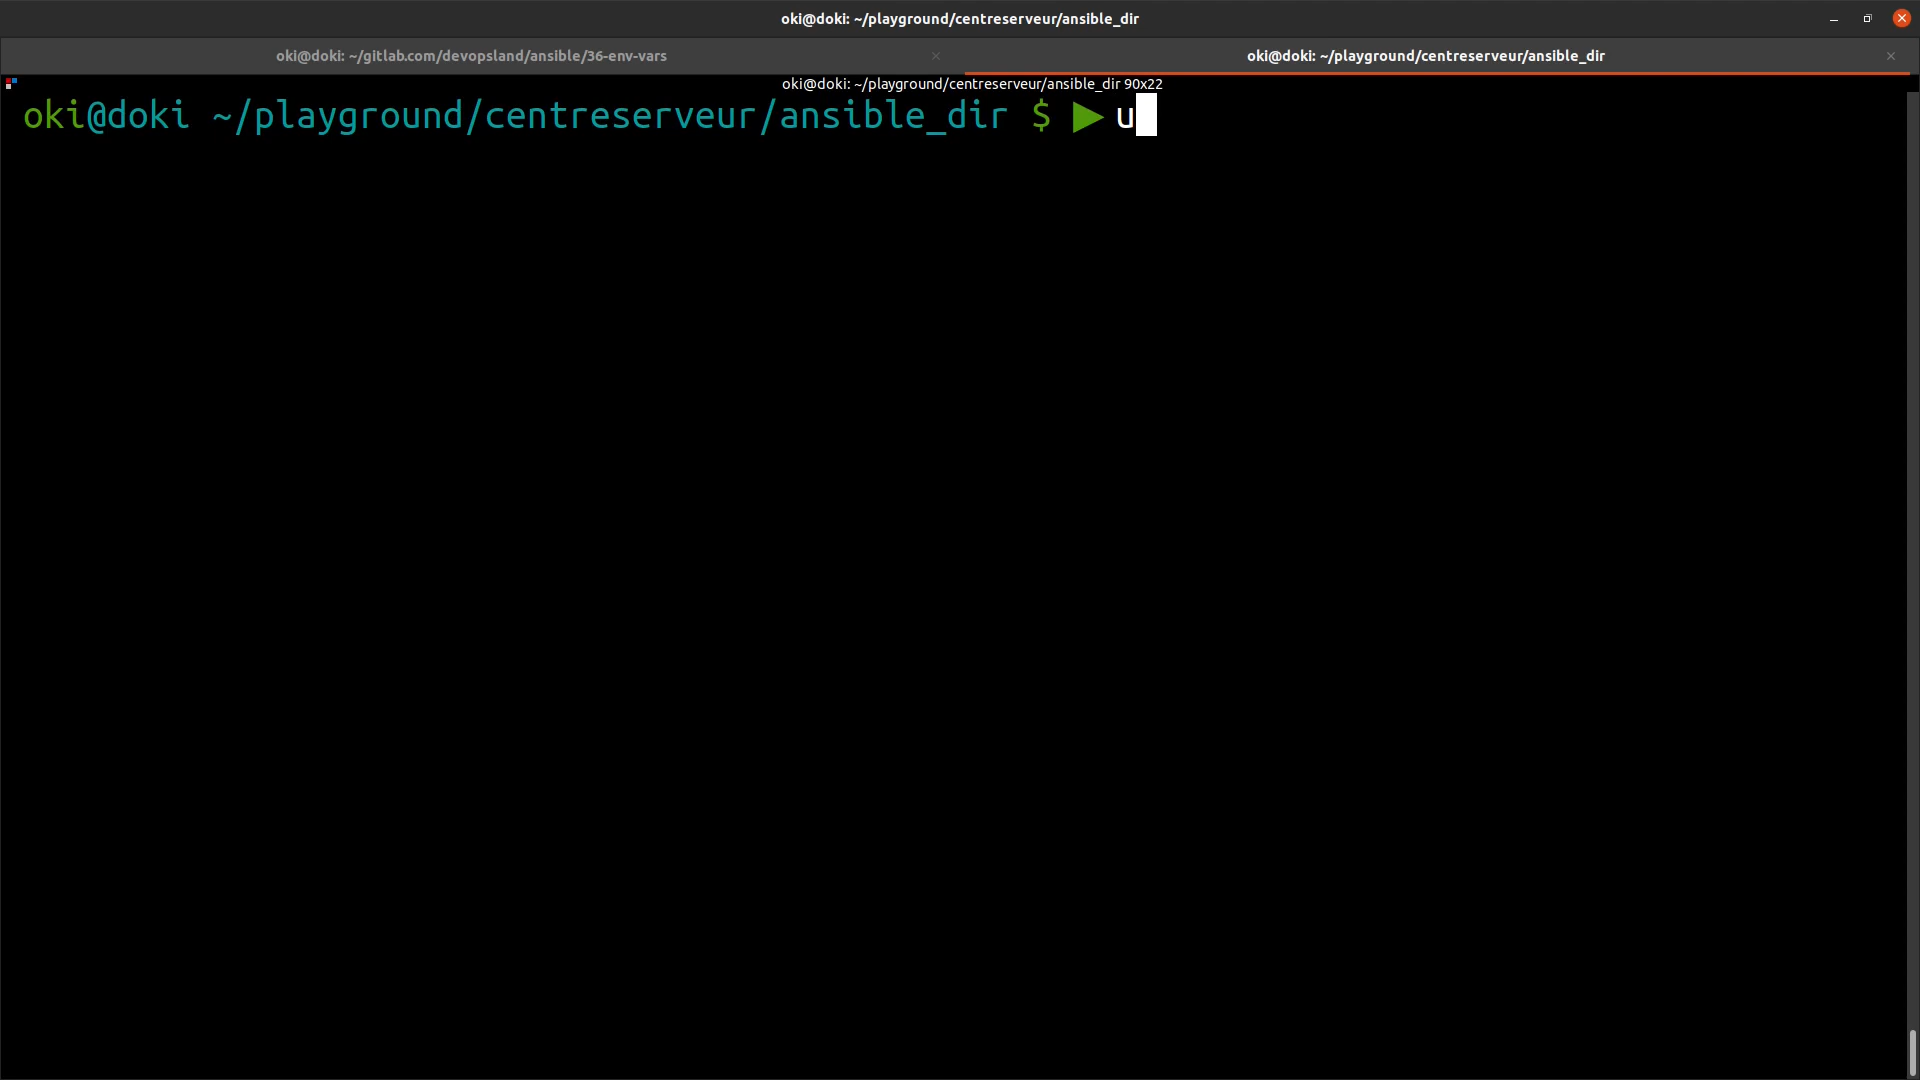 oki@doki: ~/playground/centreserveur/ansible_dir
oki@doki: ~/gitlab.com/devopsland/ansible/36-env-vars
oki@doki: ~/playground/centreserveur/ansible_dir
oki@doki: ~/playground/centreserveur/ansible_dir 90x22
oki@doki ~/playground/centreserveur/ansible_dir $ ▶ u